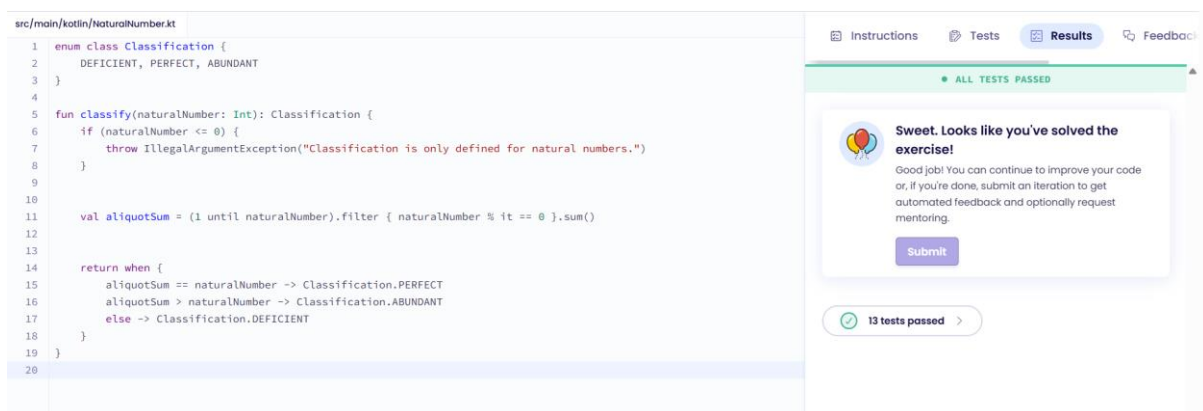 src/main/kotlin/NaturalNumber.kt
1 enum class Classification {
2     DEFICIENT, PERFECT, ABUNDANT
3 }
4
5 fun classify(naturalNumber: Int): Classification {
6     if (naturalNumber <= 0) {
7         throw IllegalArgumentException("Classification is only defined for natural numbers.")
8     }
9
10
11     val aliquotSum = (1 until naturalNumber).filter { naturalNumber % it == 0 }.sum()
12
13
14     return when {
15         aliquotSum == naturalNumber -> Classification.PERFECT
16         aliquotSum > naturalNumber -> Classification.ABUNDANT
17         else -> Classification.DEFICIENT
18     }
19 }
20
Instructions Tests Results Feedback
ALL TESTS PASSED
Sweet. Looks like you've solved the
exercise!
Good job! You can continue to improve your code
or, if you're done, submit an iteration to get
automated feedback and optionally request
mentoring.
Submit
13 tests passed